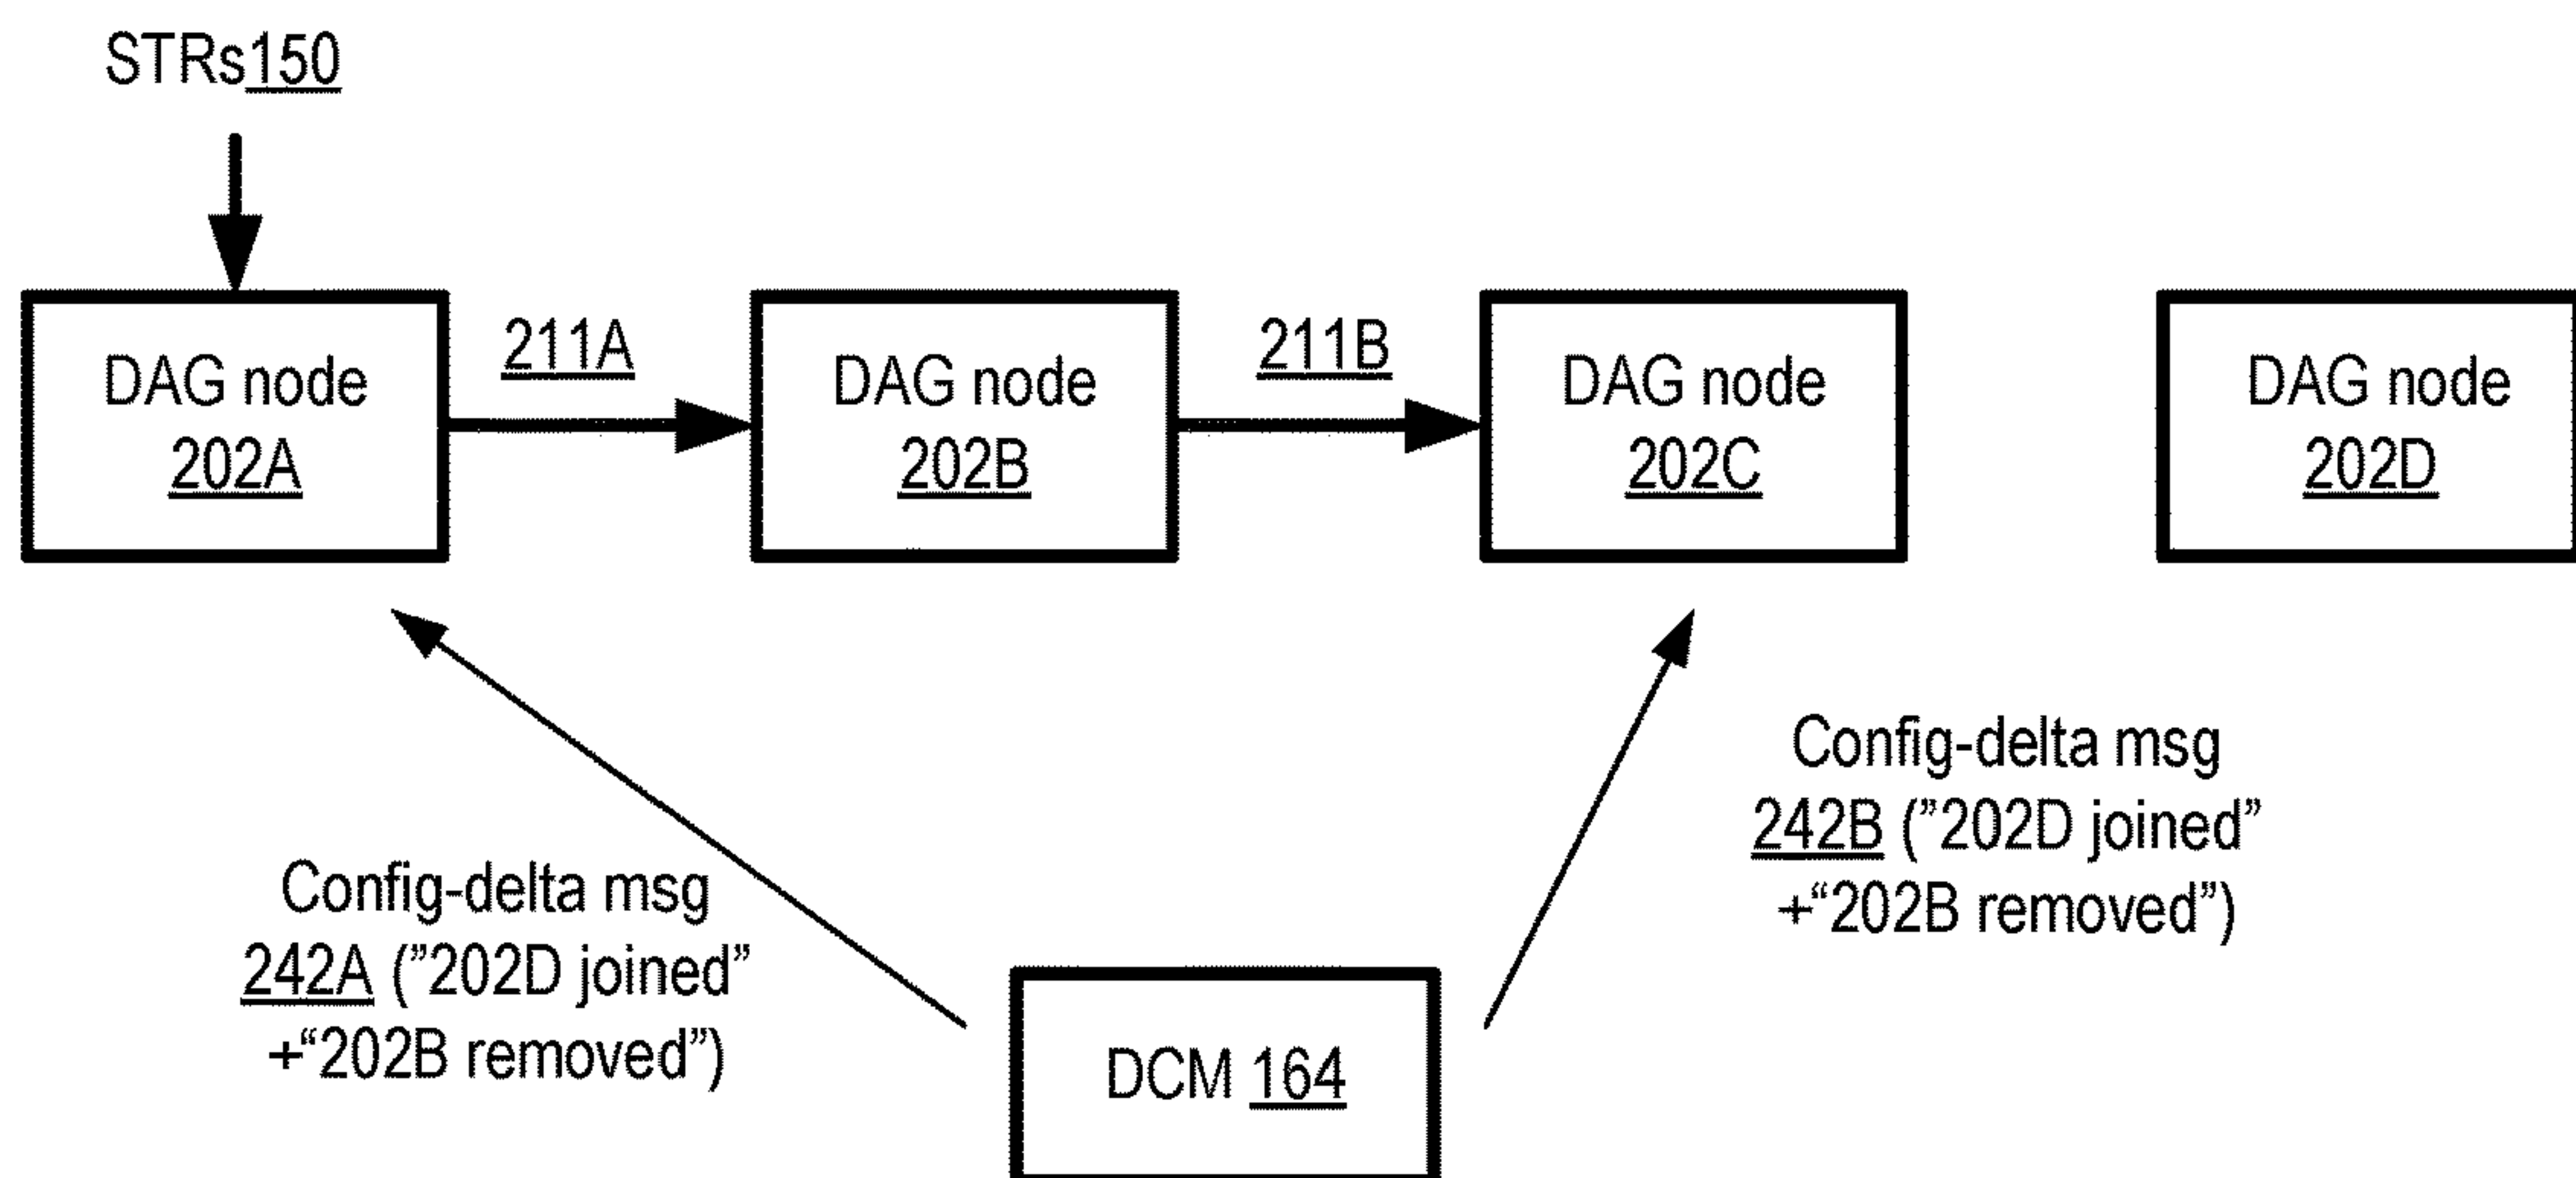 STRs150
211A
211B
DAG node
202A
DAG node
202B
DAG node
202C
DAG node
202D
Config-delta msg
242B (”202D joined”
+“202B removed”)
Config-delta msg
242A (”202D joined”
+“202B removed”)
DCM 164